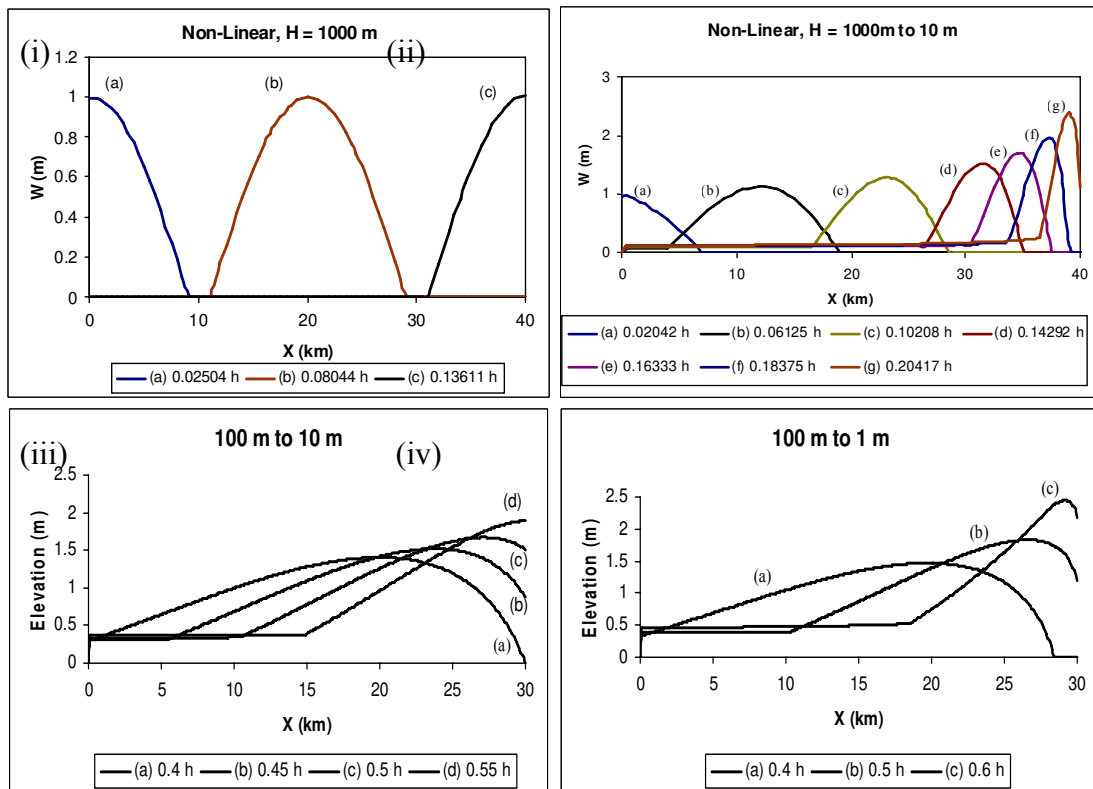 (i)
Non-Linear, H = 1000 m
(ii)
W (m)
1.2
1
0.8
0.6
0.4
0.2
0
(a)
(b)
(c)
0 10 20 30 40
X (km)
(a) 0.02504 h (b) 0.08044 h (c) 0.13611 h
Non-Linear, H = 1000m to 10 m
W (m)
3
2
1
0
(a)
(b)
(c)
(d)
(e)
(f)
(g)
0 10 20 30 40
X (km)
(a) 0.02042 h (b) 0.06125 h (c) 0.10208 h (d) 0.14292 h
(e) 0.16333 h (f) 0.18375 h (g) 0.20417 h
(iii)
100 m to 10 m
(iv)
Elevation (m)
2.5
2
1.5
1
0.5
0
(d)
(c)
(b)
(a)
0 5 10 15 20 25 30
X (km)
(a) 0.4 h (b) 0.45 h (c) 0.5 h (d) 0.55 h
100 m to 1 m
Elevation (m)
2.5
2
1.5
1
0.5
0
(a)
(b)
(c)
0 5 10 15 20 25 30
X (km)
(a) 0.4 h (b) 0.5 h (c) 0.6 h